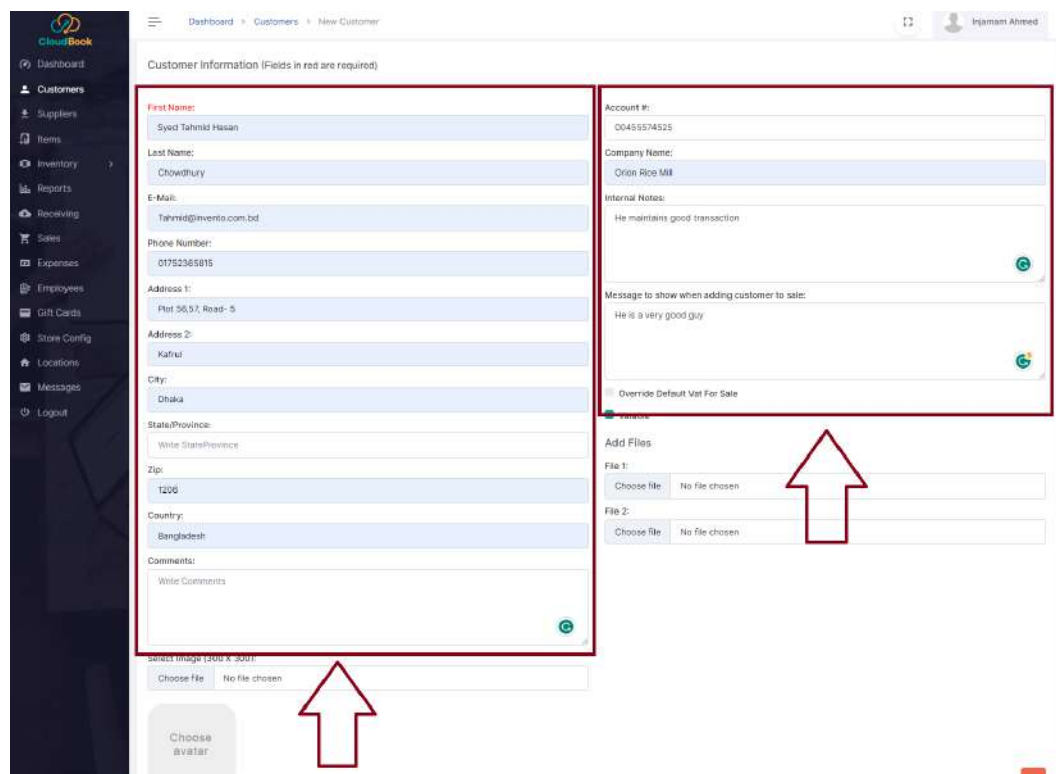 CloudBook
Dashboard
Customers
Suppliers
Items
Inventory
Reports
Receiving
Sales
Expenses
Employees
Gift Cards
Store Config
Locations
Messages
Logout
Dashboard > Customers > New Customer
Injamam Ahmed
Customer Information (Fields in red are required)
First Name:
Syed Tahmid Hasan
Last Name:
Chowdhury
E-Mail:
Tahmid@invento.com.bd
Phone Number:
01752365815
Address 1:
Plot 56,57, Road- 5
Address 2:
Kafrul
City:
Dhaka
State/Province:
Write State/Province
Zip:
1206
Country:
Bangladesh
Comments:
Write Comments
Select Image (300 X 300):
Choose file No file chosen
Choose
avatar
Account #:
00455574525
Company Name:
Orion Rice Mill
Internal Notes:
He maintains good transaction
Message to show when adding customer to sale:
He is a very good guy
Override Default Vat For Sale
Taxable
Add Files
File 1:
Choose file No file chosen
File 2:
Choose file No file chosen